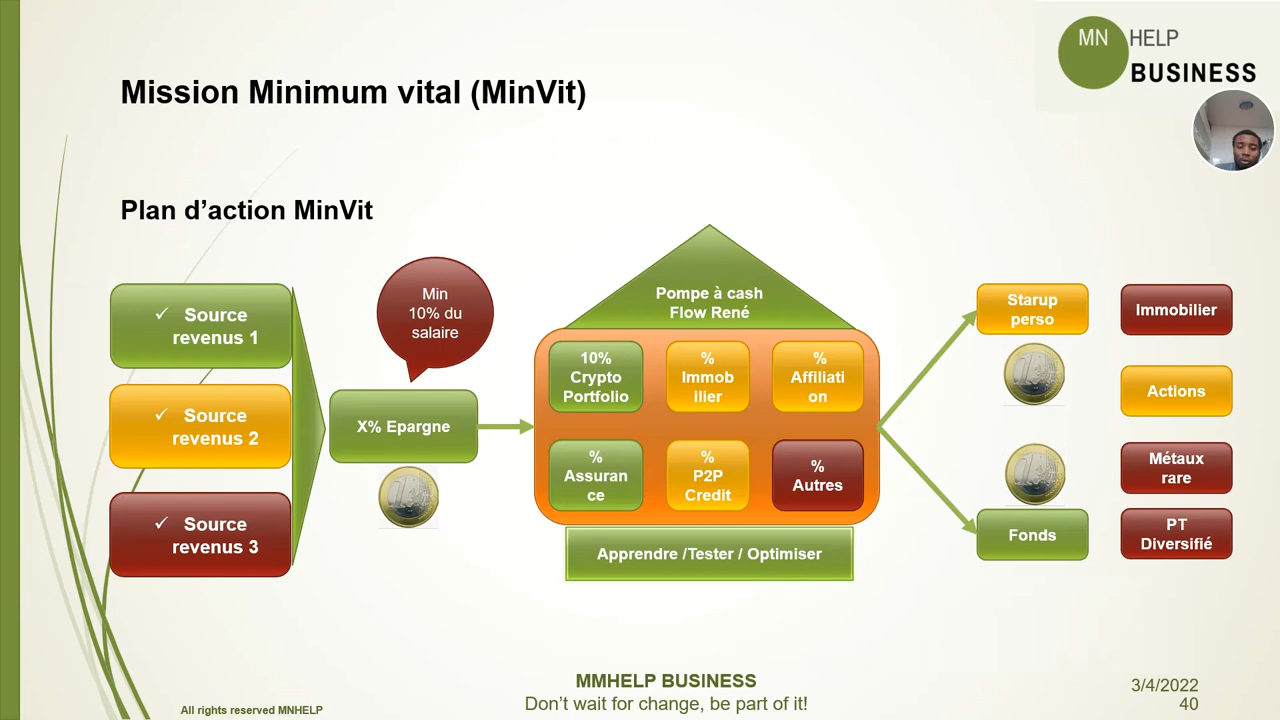 MN HELP
BUSINESS
Mission Minimum vital (MinVit)
Plan d’action MinVit
✓ Source
revenus 1
✓ Source
revenus 2
✓ Source
revenus 3
Min
10% du
salaire
X% Epargne
Pompe à cash
Flow René
10%
Crypto
Portfolio
%
Immob
ilier
%
Affiliati
on
%
Assuran
ce
%
P2P
Credit
%
Autres
Apprendre /Tester / Optimiser
Starup
perso
Fonds
Immobilier
Actions
Métaux
rare
PT
Diversifié
All rights reserved MNHELP
MMHELP BUSINESS
Don’t wait for change, be part of it!
3/4/2022
40